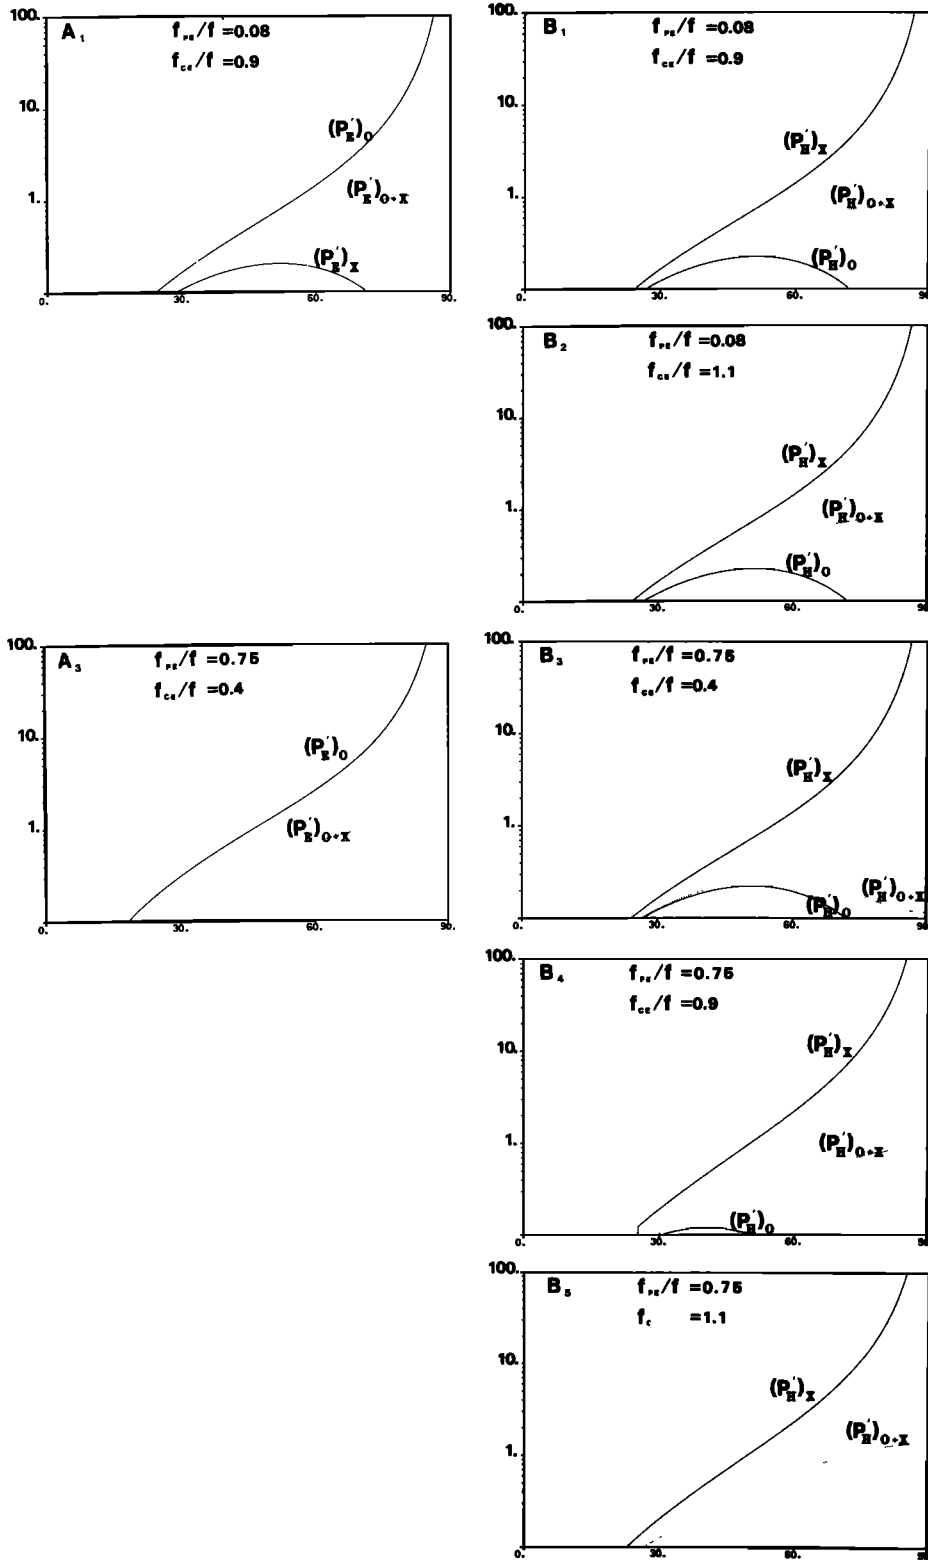 A₁
f_PE/f =0.08
f_CE/f =0.9
100.
10.
1.
(P'_E)_O
(P'_E)_O+X
(P'_E)_X
0. 30. 60. 90.
B₁
f_PE/f =0.08
f_CE/f =0.9
100.
10.
1.
(P'_H)_X
(P'_H)_O+X
(P'_H)_O
0. 30. 60. 90
B₂
f_PE/f =0.08
f_CE/f =1.1
100.
10.
1.
(P'_H)_X
(P'_H)_O+X
(P'_H)_O
0. 30. 60. 90
A₃
f_PE/f =0.75
f_CE/f =0.4
100.
10.
1.
(P'_E)_O
(P'_E)_O+X
0. 30. 60. 90.
B₃
f_PE/f =0.75
f_CE/f =0.4
100.
10.
1.
(P'_H)_X
(P'_H)_O+X
(P'_H)_O
0. 30. 60. 90
B₄
f_PE/f =0.75
f_CE/f =0.9
100.
10.
1.
(P'_H)_X
(P'_H)_O+X
(P'_H)_O
0. 30. 60. 90
B₅
f_PE/f =0.75
f_C =1.1
100.
10.
1.
(P'_H)_X
(P'_H)_O+X
0. 30. 60. 90